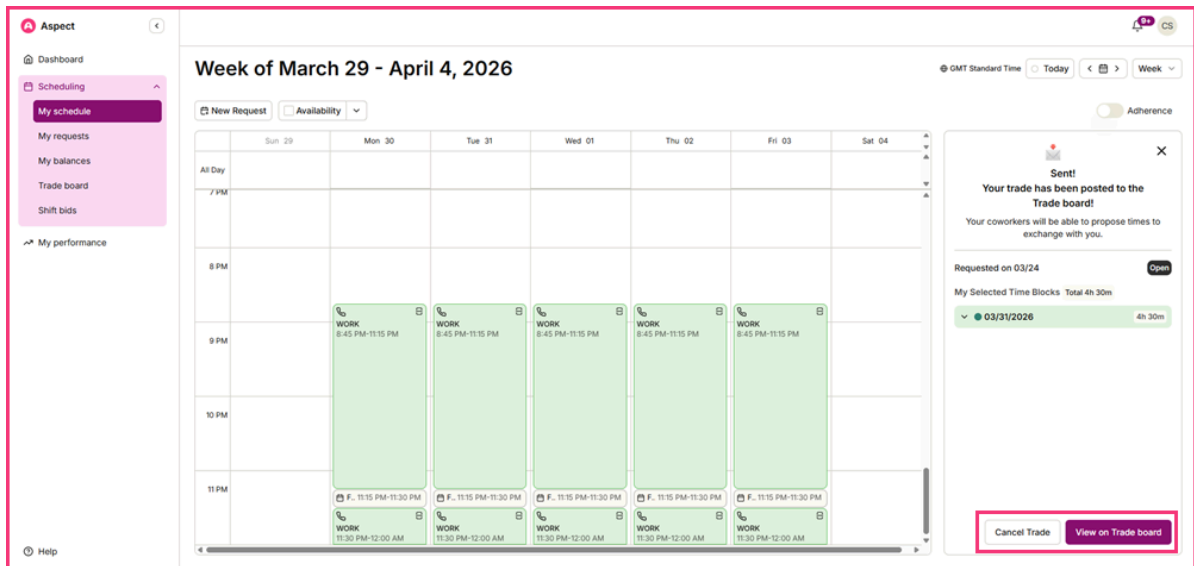 Aspect
9+
CS
Dashboard
Scheduling
My schedule
My requests
My balances
Trade board
Shift bids
My performance
Help
Week of March 29 - April 4, 2026
GMT Standard Time
Today
Week
New Request
Availability
Adherence
Sun 29 Mon 30 Tue 31 Wed 01 Thu 02 Fri 03 Sat 04
All Day
7 PM
8 PM
WORK WORK WORK WORK WORK
8:45 PM-11:15 PM 8:45 PM-11:15 PM 8:45 PM-11:15 PM 8:45 PM-11:15 PM 8:45 PM-11:15 PM
9 PM
10 PM
11 PM
F.. 11:15 PM-11:30 PM F.. 11:15 PM-11:30 PM F.. 11:15 PM-11:30 PM F.. 11:15 PM-11:30 PM F.. 11:15 PM-11:30 PM
WORK WORK WORK WORK WORK
11:30 PM-12:00 AM 11:30 PM-12:00 AM 11:30 PM-12:00 AM 11:30 PM-12:00 AM 11:30 PM-12:00 AM
Sent!
Your trade has been posted to the
Trade board!
Your coworkers will be able to propose times to
exchange with you.
Requested on 03/24 Open
My Selected Time Blocks Total 4h 30m
03/31/2026 4h 30m
Cancel Trade View on Trade board